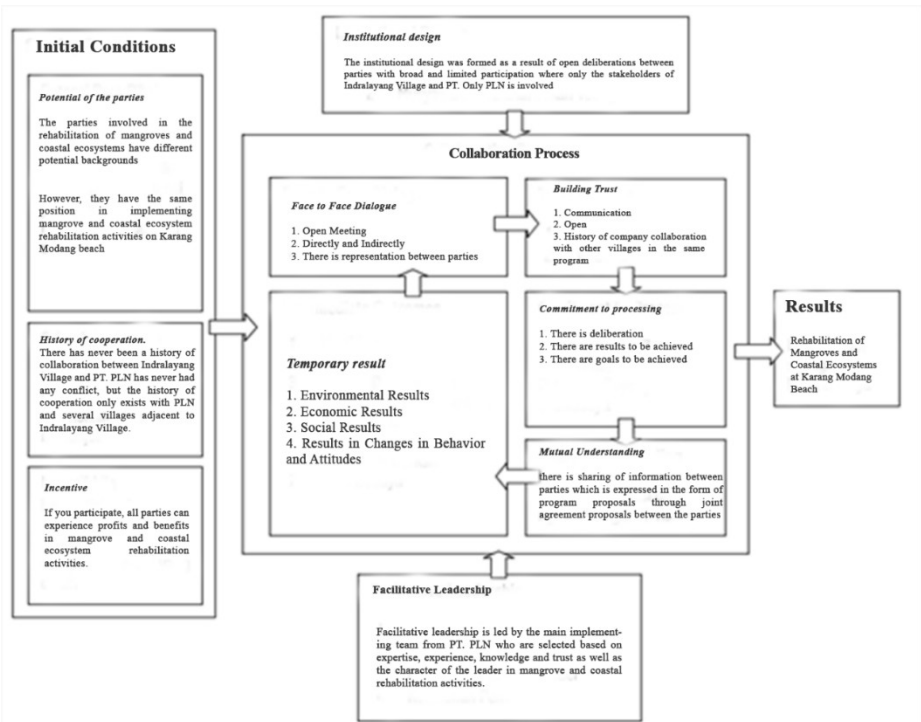 Initial Conditions
Potential of the parties
The parties involved in the
rehabilitation of mangroves and
coastal ecosystems have different
potential backgrounds
However, they have the same
position in implementing
mangrove and coastal ecosystem
rehabilitation activities on Karang
Modang beach
History of cooperation.
There has never been a history of
collaboration between Indralayang
Village and PT. PLN has never had
any conflict, but the history of
cooperation only exists with PLN
and several villages adjacent to
Indralayang Village.
Incentive
If you participate, all parties can
experience profits and benefits
in mangrove and coastal
ecosystem rehabilitation
activities.
Institutional design
The institutional design was formed as a result of open deliberations between
parties with broad and limited participation where only the stakeholders of
Indralayang Village and PT. Only PLN is involved
Collaboration Process
Face to Face Dialogue
1. Open Meeting
2. Directly and Indirectly
3. There is representation between parties
Building Trust
1. Communication
2. Open
3. History of company collaboration
with other villages in the same
program
Commitment to processing
1. There is deliberation
2. There are results to be achieved
3. There are goals to be achieved
Mutual Understanding
there is sharing of information between
parties which is expressed in the form of
program proposals through joint
agreement proposals between the parties
Temporary result
1. Environmental Results
2. Economic Results
3. Social Results
4. Results in Changes in Behavior
and Attitudes
Facilitative Leadership
Facilitative leadership is led by the main implement-
ing team from PT. PLN who are selected based on
expertise, experience, knowledge and trust as well as
the character of the leader in mangrove and coastal
rehabilitation activities.
Results
Rehabilitation of
Mangroves and
Coastal Ecosystems
at Karang Modang
Beach